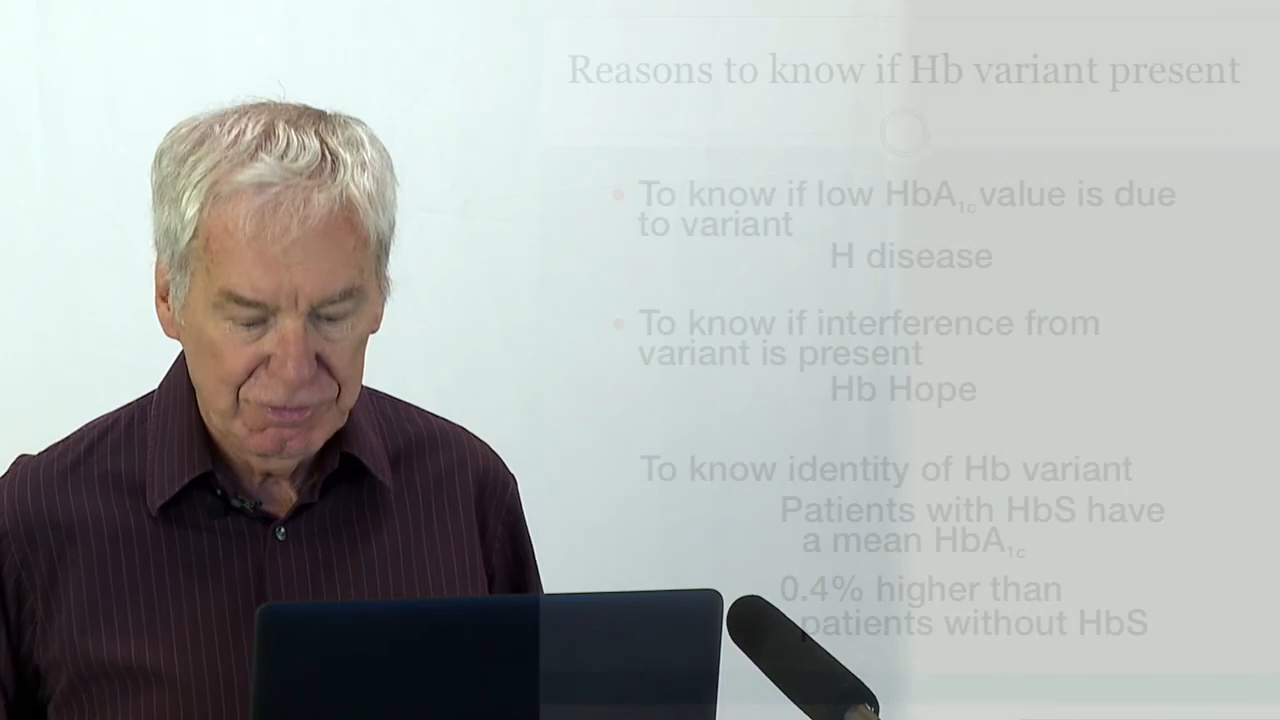 Reasons to know if Hb variant present
• To know if low HbA1c value is due
to variant
H disease
• To know if interference from
variant is present
Hb Hope
To know identity of Hb variant
Patients with HbS have
a mean HbA1c
0.4% higher than
patients without HbS